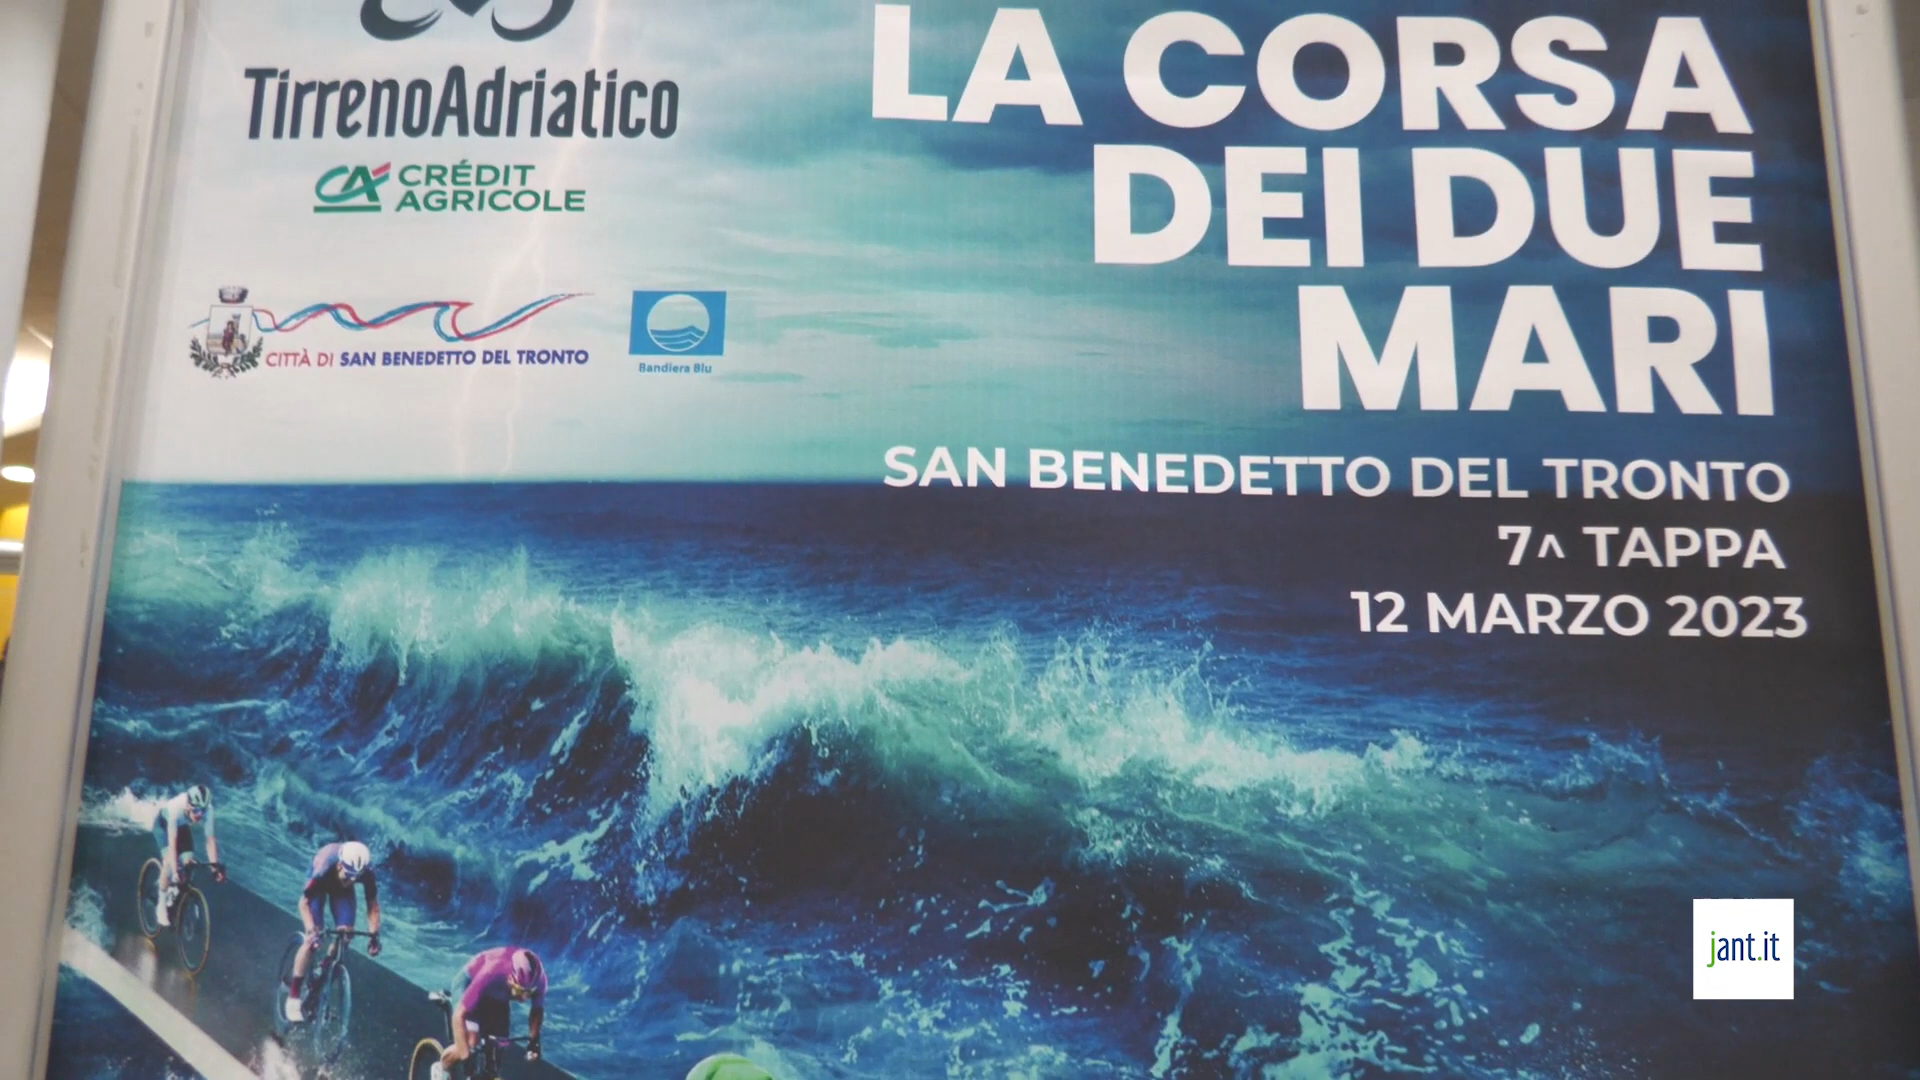 TirrenoAdriatico
CA CRÉDIT
AGRICOLE
CITTÀ DI SAN BENEDETTO DEL TRONTO
Bandiera Blu
LA CORSA
DEI DUE
MARI
SAN BENEDETTO DEL TRONTO
7^ TAPPA
12 MARZO 2023
jant.it